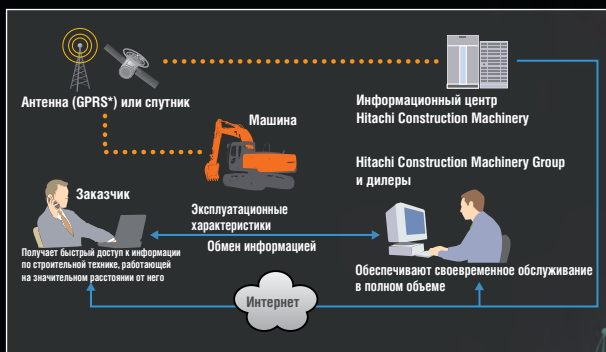 Антенна (GPRS*) или спутник
Информационный центр
Hitachi Construction Machinery
Машина
Hitachi Construction Machinery Group
и дилеры
Заказчик
Эксплуатационные
характеристики
Обмен информацией
Получает быстрый доступ к информации
по строительной технике, работающей
на значительном расстоянии от него
Обеспечивают своевременное обслуживание
в полном объеме
Интернет